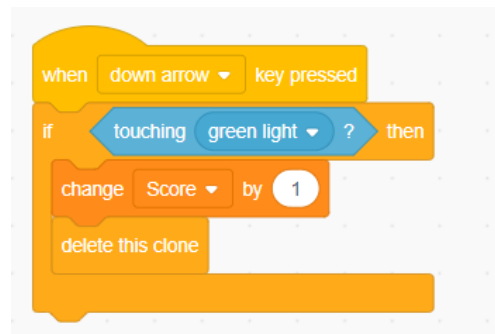 when down arrow key pressed
if touching green light ? then
change Score by 1
delete this clone